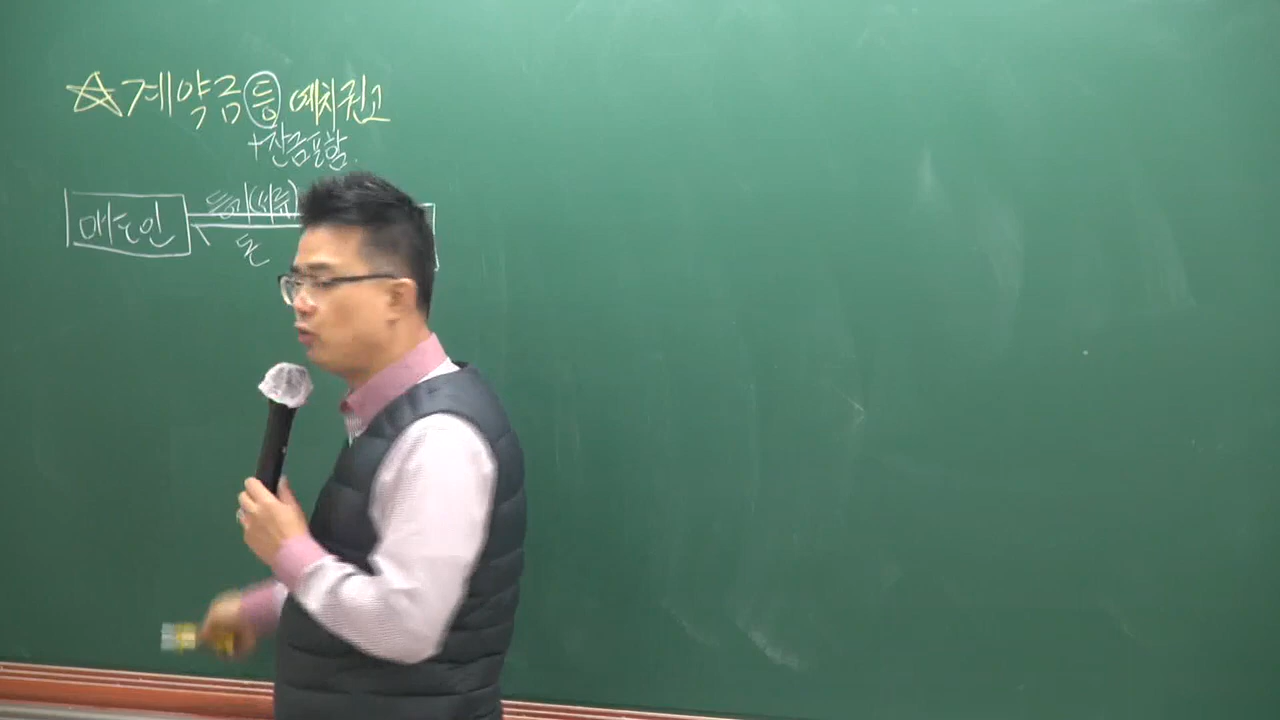 ☆계약금등 예치권고
+잔금포함.
매도인 등기(서류)
돈